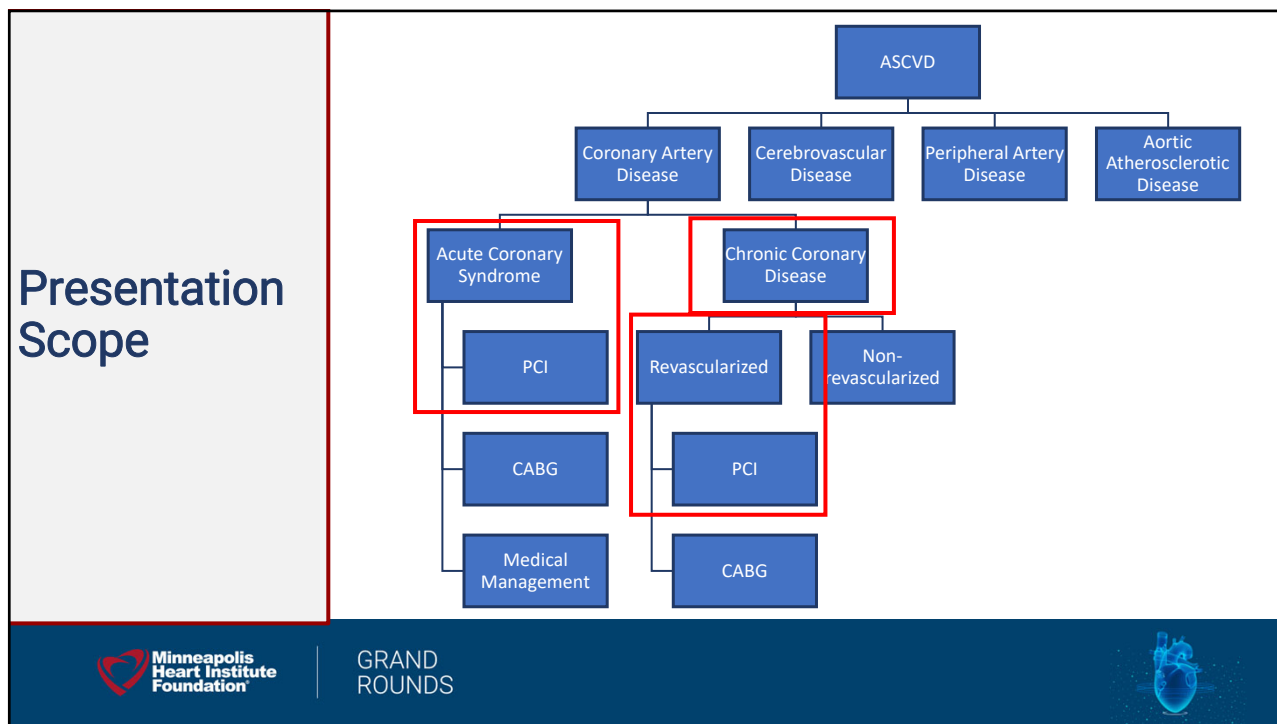 Presentation
Scope
ASCVD
Coronary Artery
Disease
Cerebrovascular
Disease
Peripheral Artery
Disease
Aortic
Atherosclerotic
Disease
Acute Coronary
Syndrome
Chronic Coronary
Disease
PCI
Revascularized
Non-
revascularized
CABG
PCI
Medical
Management
CABG
Minneapolis
Heart Institute
Foundation®
GRAND
ROUNDS